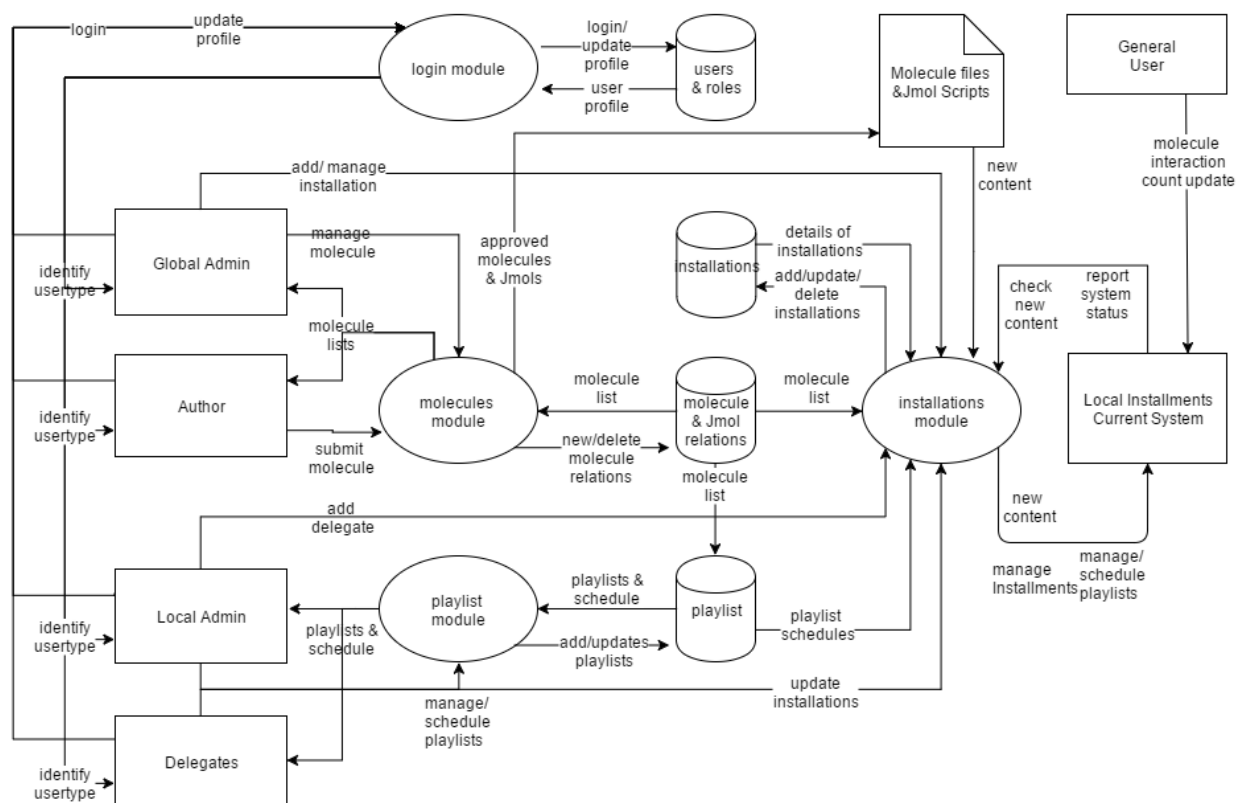 login
update
profile
login module
login/
update
profile
user
profile
users
& roles
Molecule files
&Jmol Scripts
General
User
molecule
interaction
count update
new
content
add/ manage
installation
Global Admin
manage
molecule
identify
usertype
approved
molecules
& Jmols
installations
details of
installations
add/update/
delete
installations
check
new
content
report
system
status
molecule
lists
Author
identify
usertype
submit
molecule
molecules
module
molecule
list
new/delete
molecule
relations
molecule
& Jmol
relations
molecule
list
installations
module
Local Installments
Current System
molecule
list
add
delegate
new
content
manage
Installments
manage/
schedule
playlists
Local Admin
identify
usertype
playlists &
schedule
playlist
module
playlists &
schedule
add/updates
playlists
playlist
playlist
schedules
manage/
schedule
playlists
update
installations
Delegates
identify
usertype